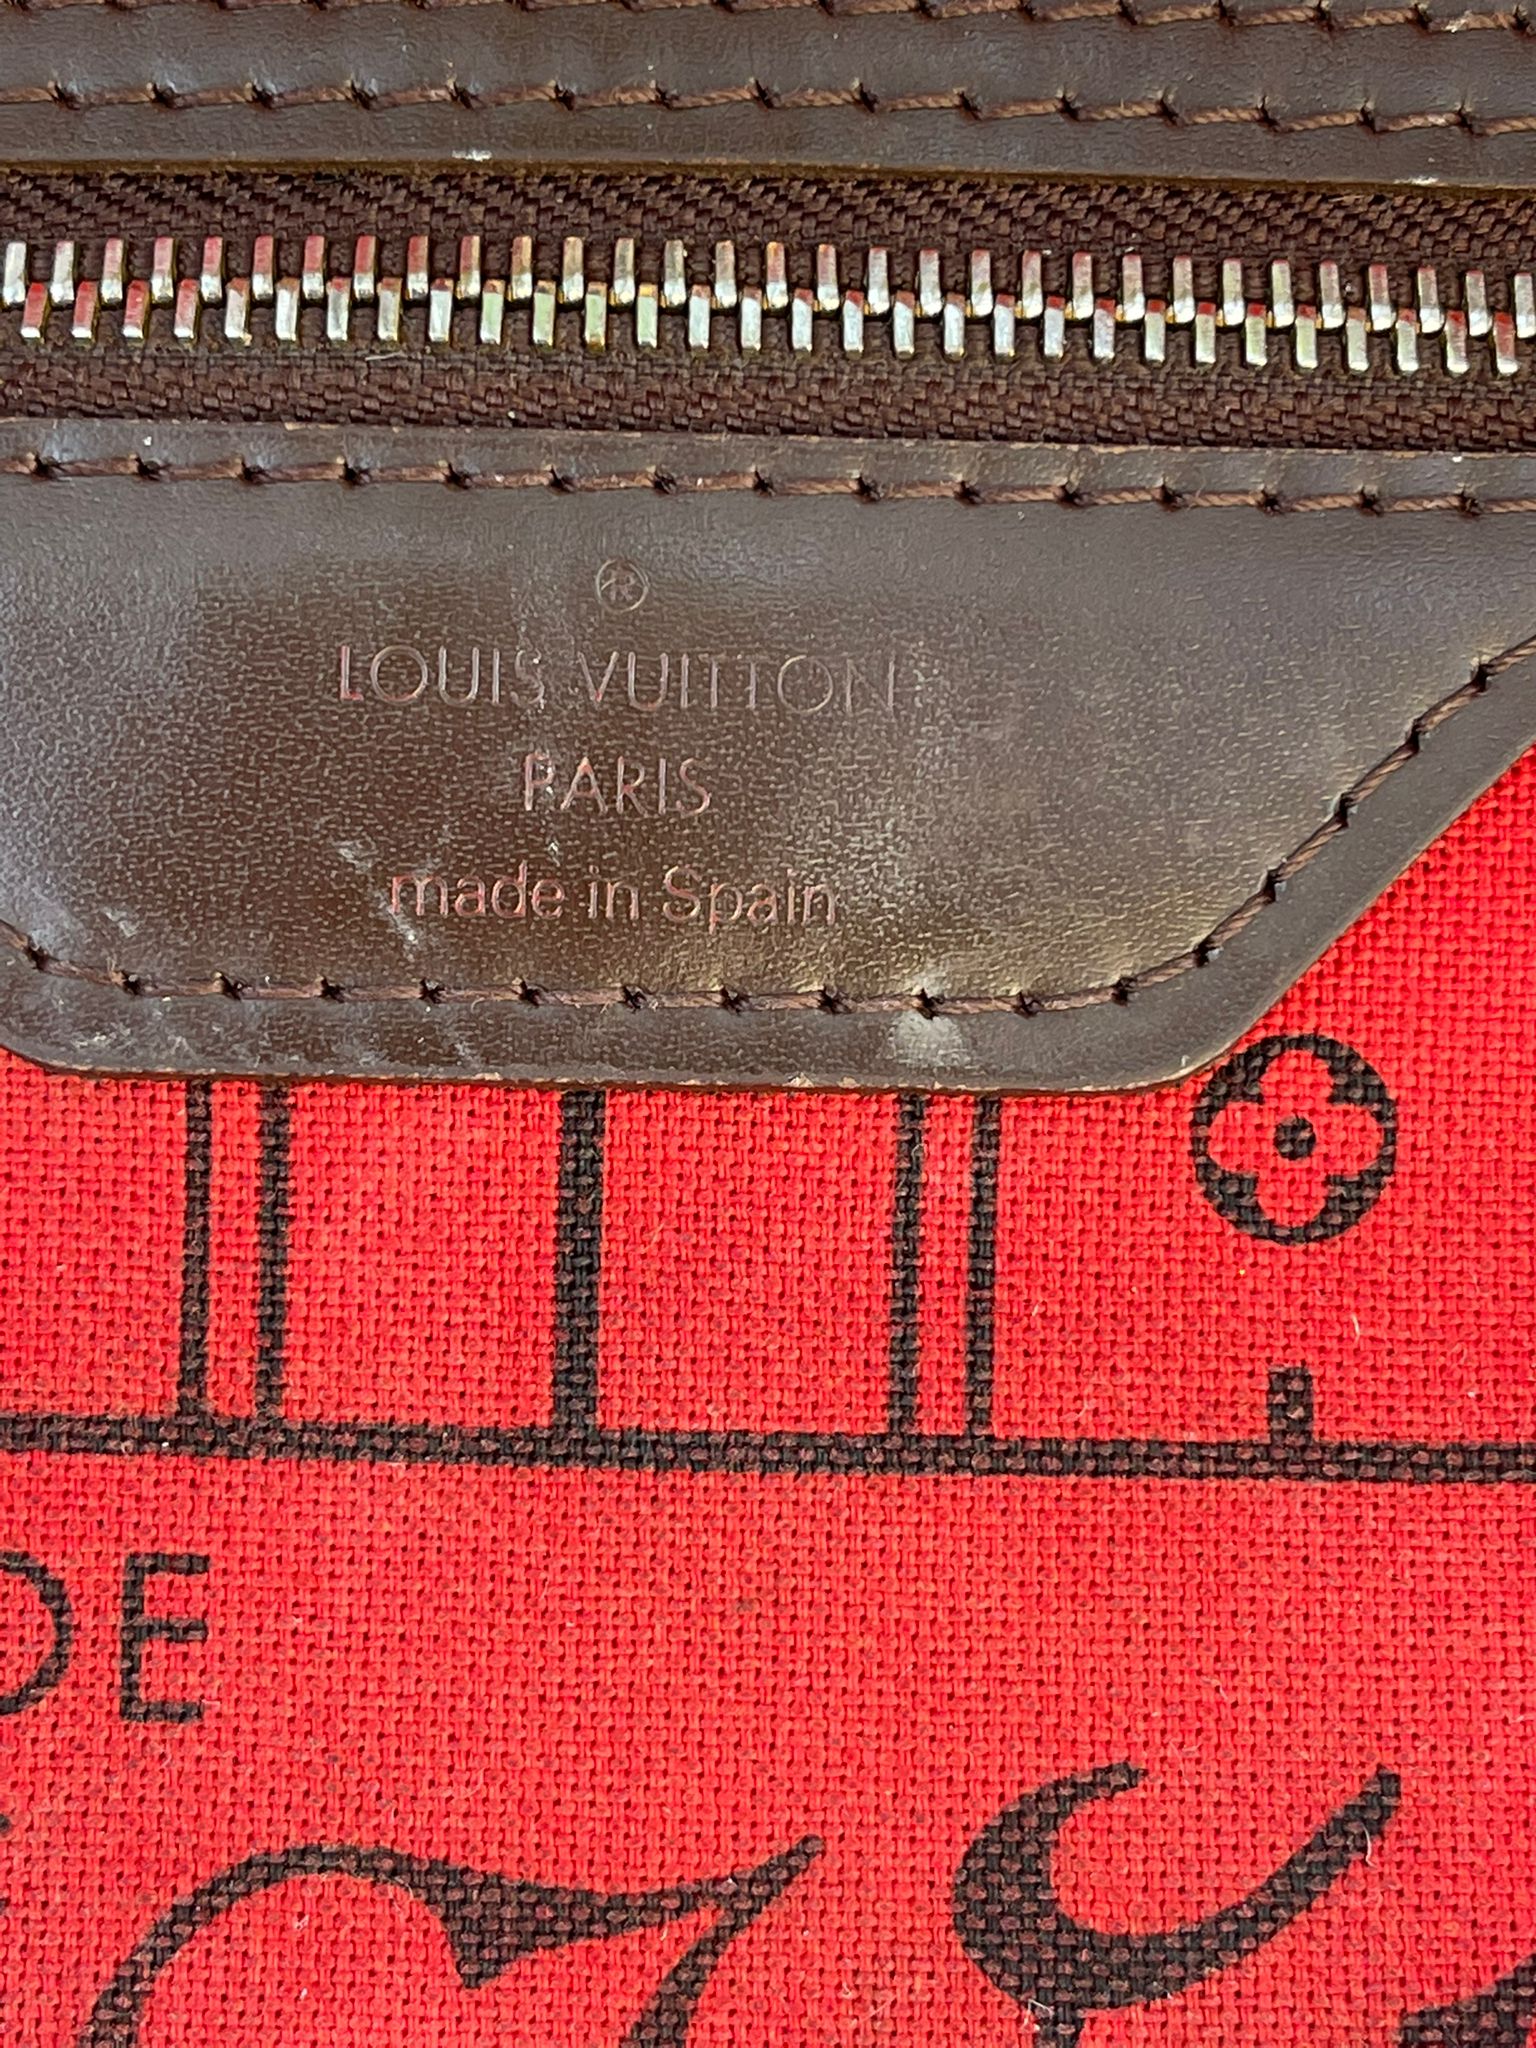 ®
LOUIS VUITTON
PARIS
made in Spain
DE